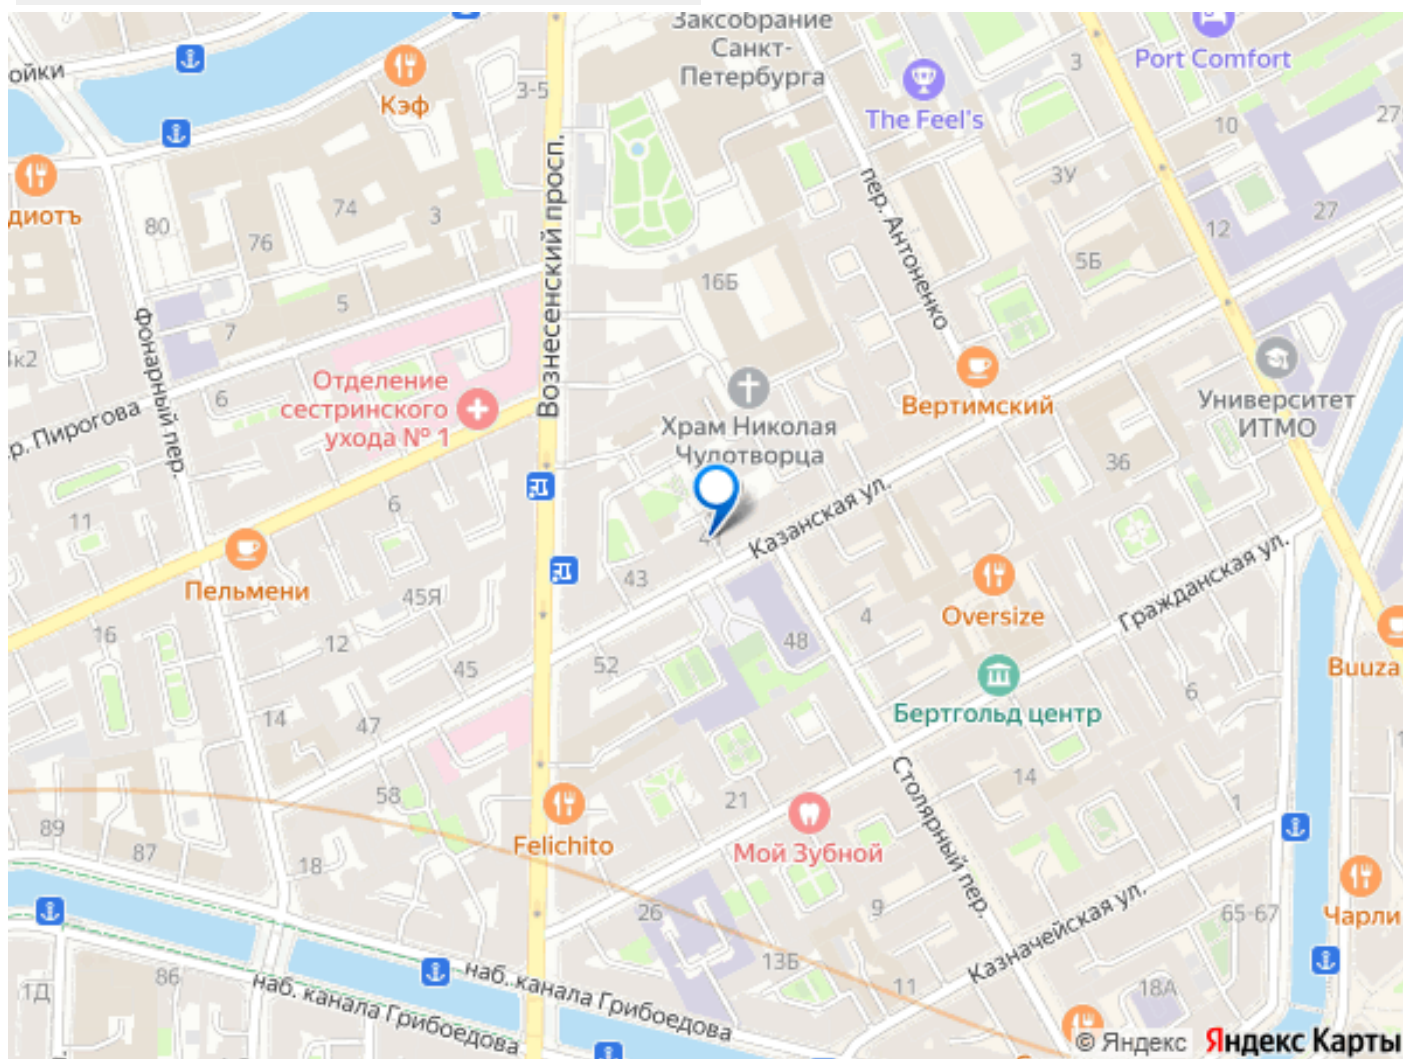 Заксобрание
Санкт-
Петербурга
ойки
Кэф
3-5
The Feel's
3
Port Comfort
10
27
диотъ
80
74
3
76
Вознесенский просп.
пер. Антоненко
3У
27
12
5Б
16Б
5
7
4к2
Фонарный пер.
6
Отделение
сестринского
ухода № 1
р. Пирогова
Храм Николая
Чудотворца
Вертимский
Университет
ИТМО
36
11
6
Казанская ул.
Пельмени
43
45Я
Гражданская ул.
Oversize
4
48
16
12
45
52
Buuza
6
Бертгольд центр
14
47
Столярный пер.
14
58
21
1
89
87
18
Felichito
Мой Зубной
9
26
65-67
Чарли
Казначейская ул.
13Б
11
18А
86
1Д
наб. канала Грибоедова
наб. канала Грибоедова
© Яндекс
Яндекс Карты